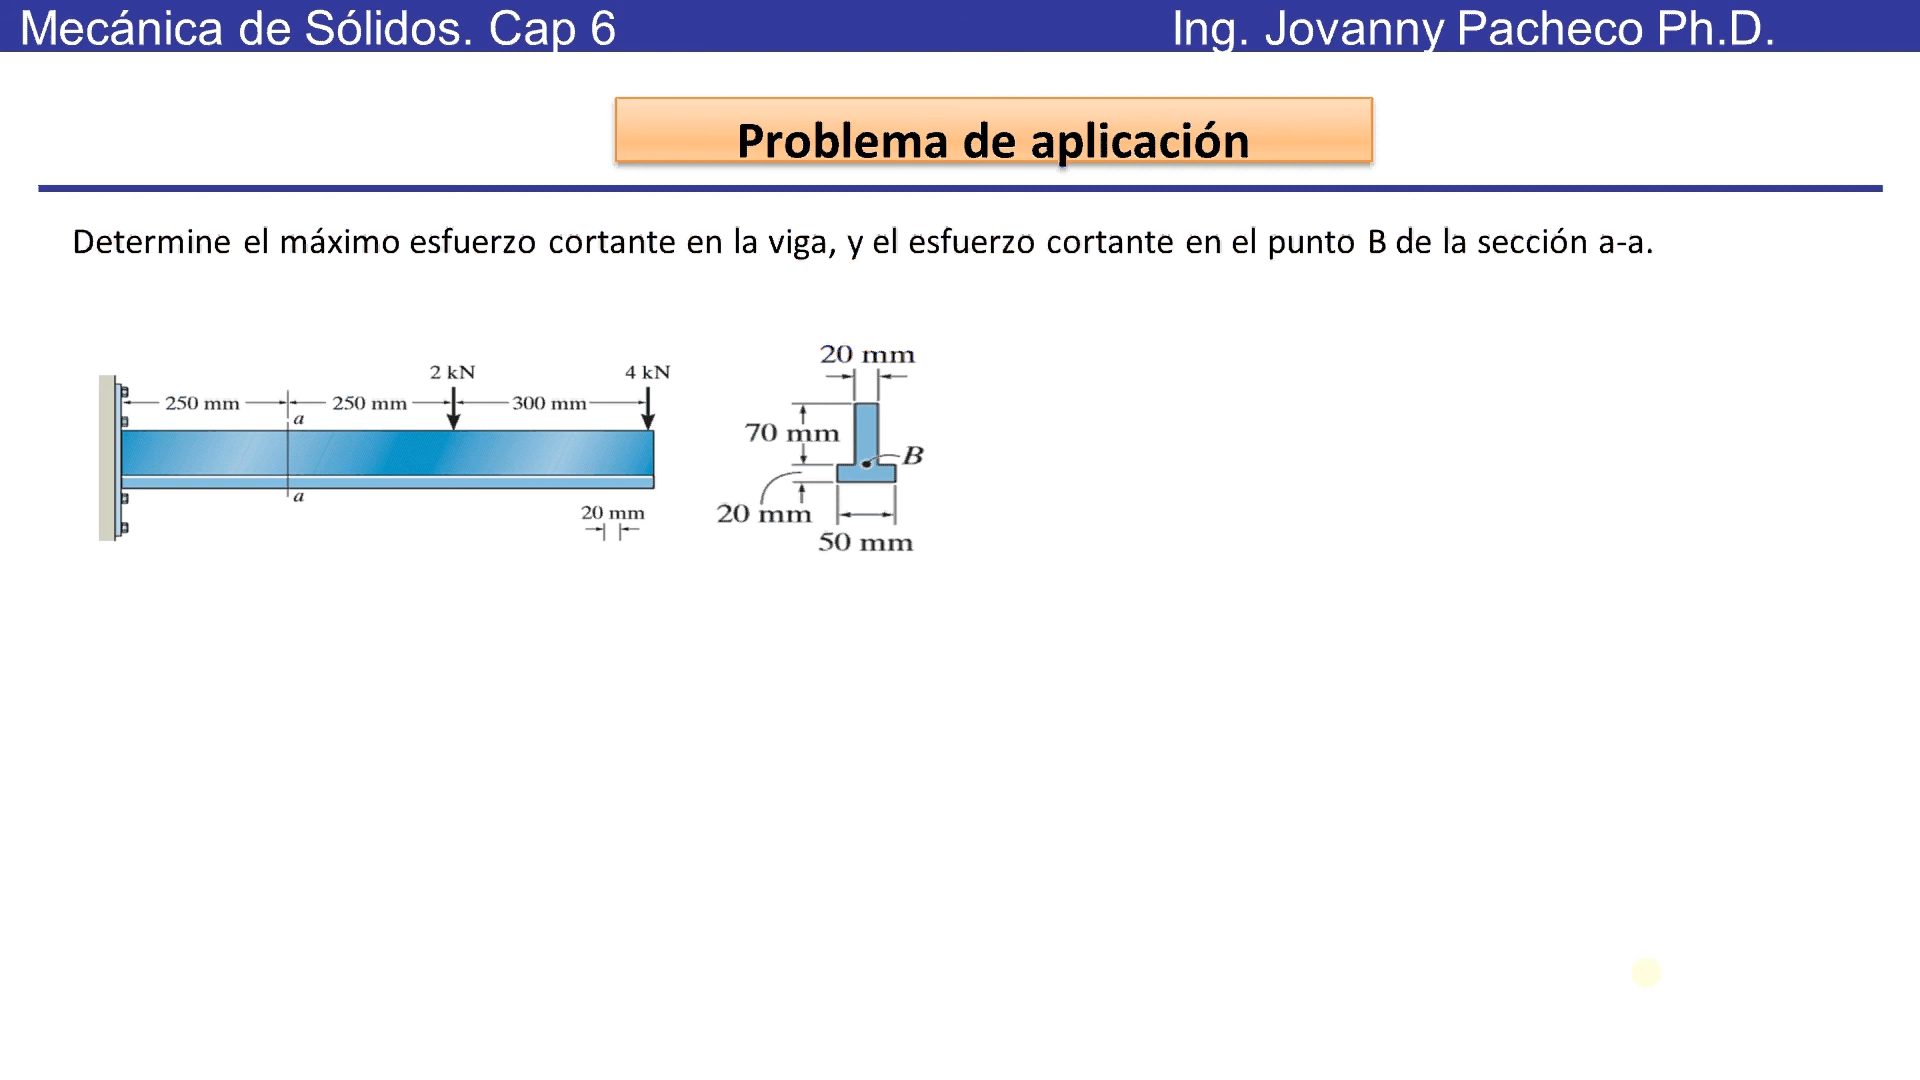 Mecánica de Sólidos. Cap 6 Ing. Jovanny Pacheco Ph.D.
Problema de aplicación
Determine el máximo esfuerzo cortante en la viga, y el esfuerzo cortante en el punto B de la sección a-a.
2 kN 4 kN
250 mm 250 mm 300 mm
a
a
20 mm
20 mm
70 mm
B
20 mm
50 mm